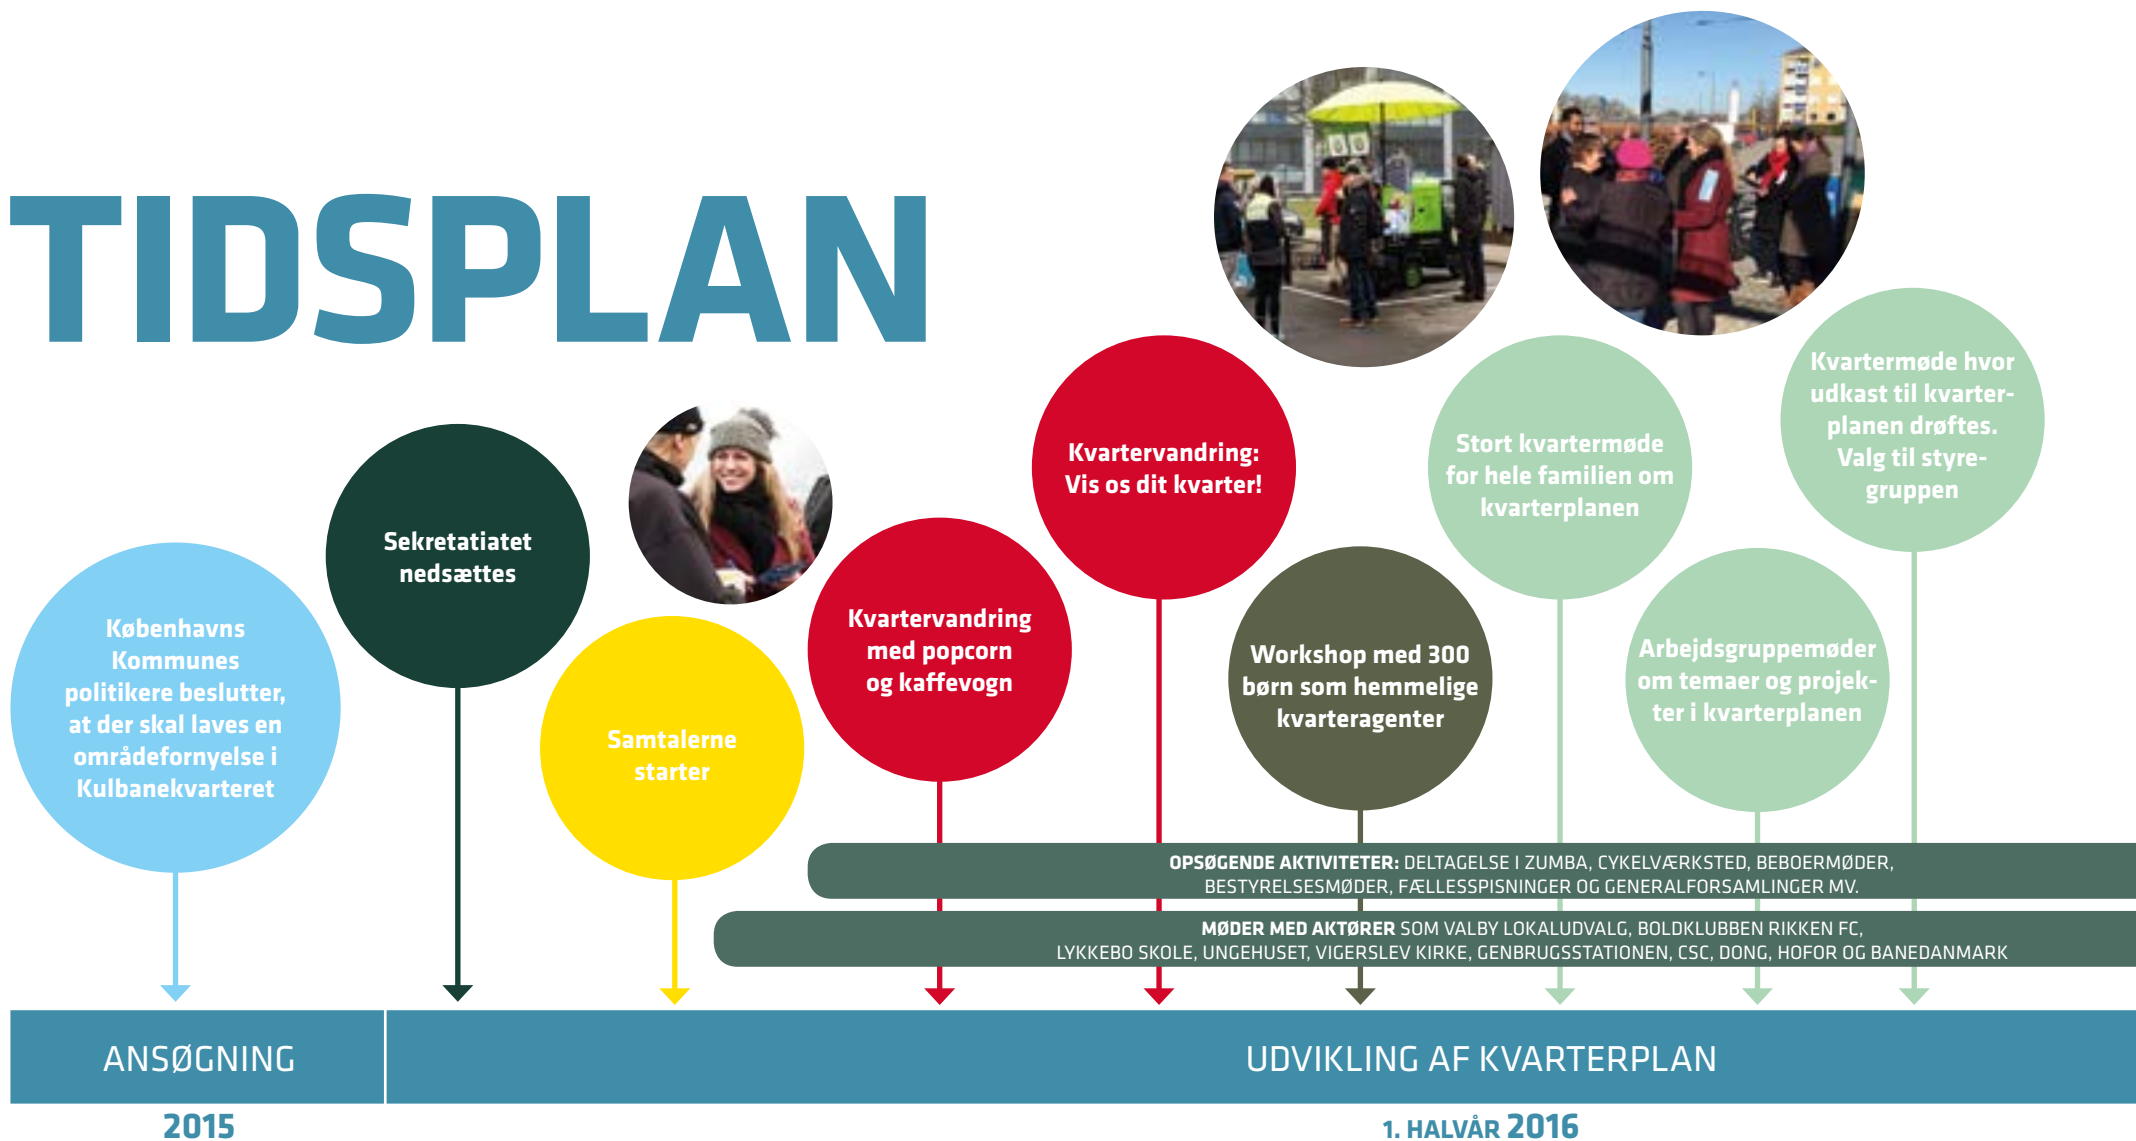 TIDSPLAN
Københavns
Kommunes
politikere beslutter,
at der skal laves en
områdefornyelse i
Kulbanekvarteret
Sekretatiatet
nedsættes
Samtalerne
starter
Kvartervandring
med popcorn
og kaffevogn
Kvartervandring:
Vis os dit kvarter!
Workshop med 300
børn som hemmelige
kvarteragenter
Stort kvartermøde
for hele familien om
kvarterplanen
Arbejdsgruppemøder
om temaer og projek-
ter i kvarterplanen
Kvartermøde hvor
udkast til kvarter-
planen drøftes.
Valg til styre-
gruppen
OPSØGENDE AKTIVITETER: DELTAGELSE I ZUMBA, CYKELVÆRKSTED, BEBOERMØDER,
BESTYRELSESMØDER, FÆLLESSPISNINGER OG GENERALFORSAMLINGER MV.
MØDER MED AKTØRER SOM VALBY LOKALUDVALG, BOLDKLUBBEN RIKKEN FC,
LYKKEBO SKOLE, UNGEHUSET, VIGERSLEV KIRKE, GENBRUGSSTATIONEN, CSC, DONG, HOFOR OG BANEDANMARK
ANSØGNING
UDVIKLING AF KVARTERPLAN
2015
1. HALVÅR 2016